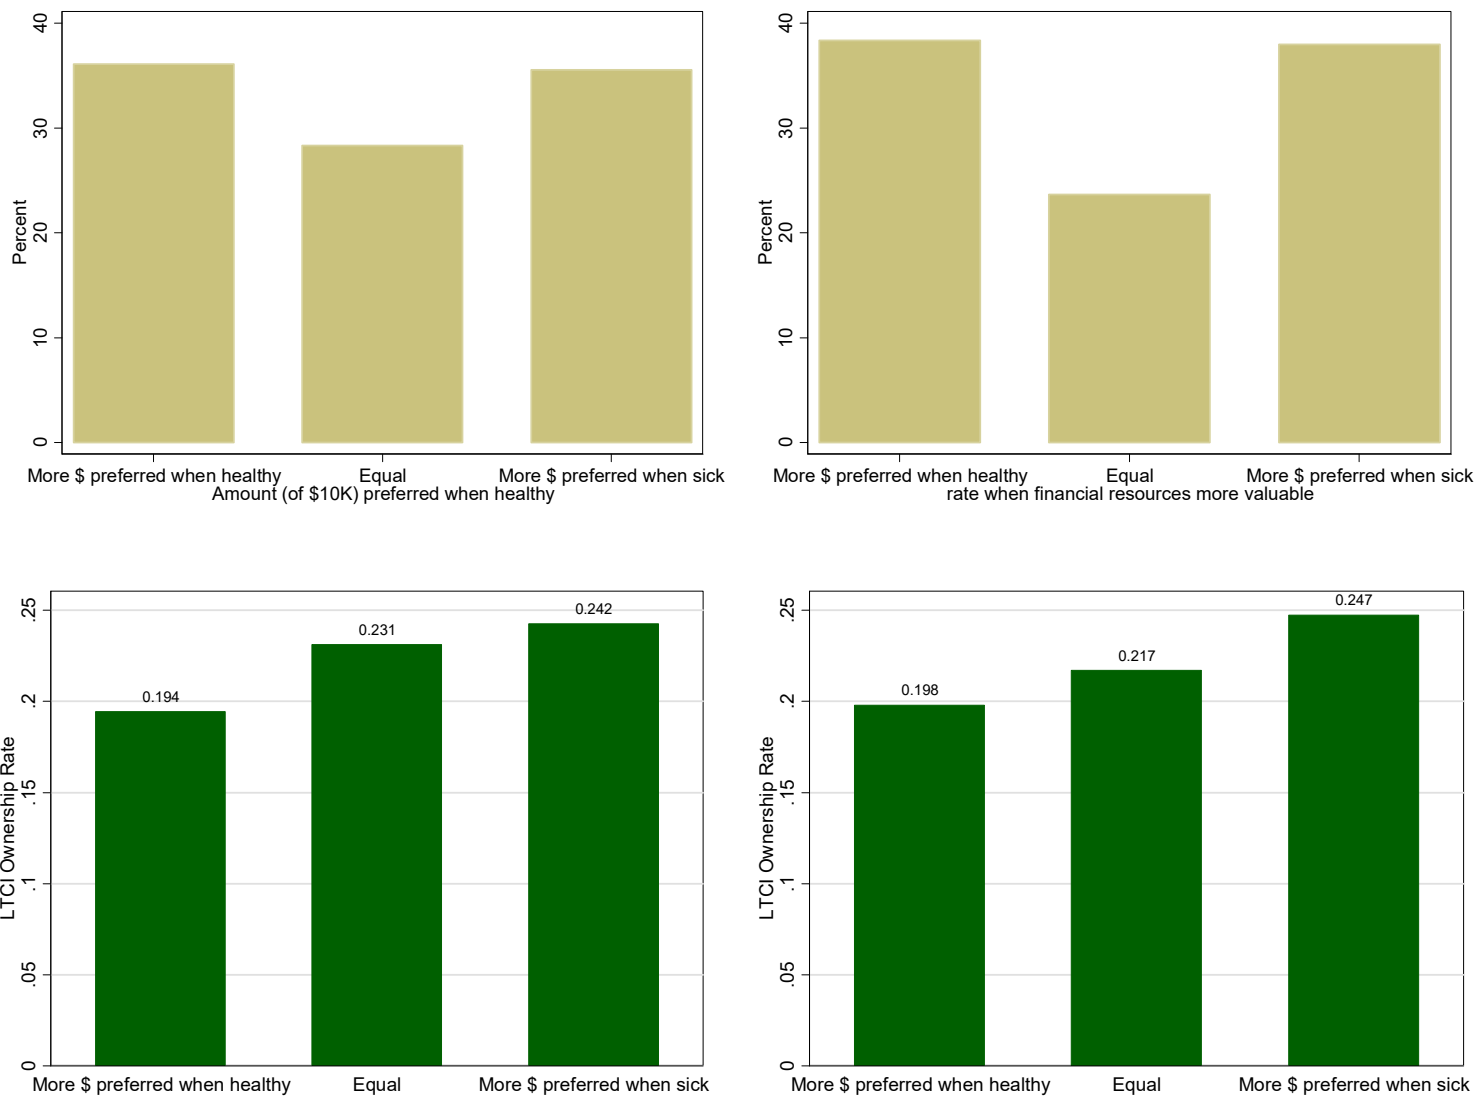 40
30
20
10
0
Percent
More $ preferred when healthy
Equal
More $ preferred when sick
Amount (of $10K) preferred when healthy
40
30
20
10
0
Percent
More $ preferred when healthy
Equal
More $ preferred when sick
rate when financial resources more valuable
.25
.2
.15
.1
.05
0
LTCI Ownership Rate
0.194
0.231
0.242
More $ preferred when healthy
Equal
More $ preferred when sick
.25
.2
.15
.1
.05
0
LTCI Ownership Rate
0.198
0.217
0.247
More $ preferred when healthy
Equal
More $ preferred when sick